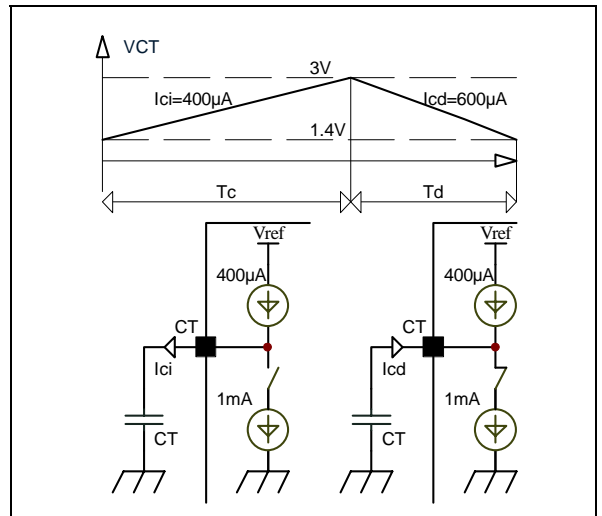 VCT
3V
Ici=400µA
Icd=600µA
1.4V
Tc
Td
Vref
Vref
400µA
400µA
CT
CT
Ici
Icd
1mA
1mA
CT
CT